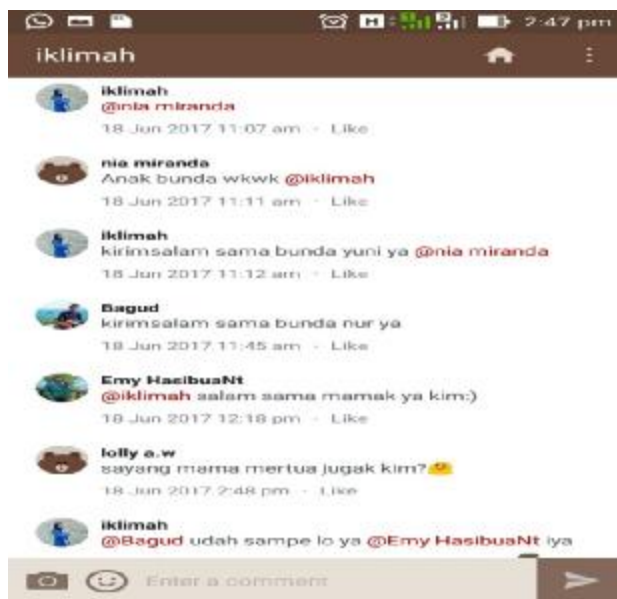 2:47 pm
iklimah
iklimah
@nia miranda
18 Jun 2017 11:07 am · Like
nia miranda
Anak bunda wkwk @iklimah
18 Jun 2017 11:11 am · Like
iklimah
kirimsalam sama bunda yuni ya @nia miranda
18 Jun 2017 11:12 am · Like
Bagud
kirimsalam sama bunda nur ya
18 Jun 2017 11:45 am · Like
Emy HasibuaNt
@iklimah salam sama mamak ya kim:)
18 Jun 2017 12:18 pm · Like
lolly a.w
sayang mama mertua jugak kim?
18 Jun 2017 2:48 pm · Like
iklimah
@Bagud udah sampe lo ya @Emy HasibuaNt iya
Enter a comment